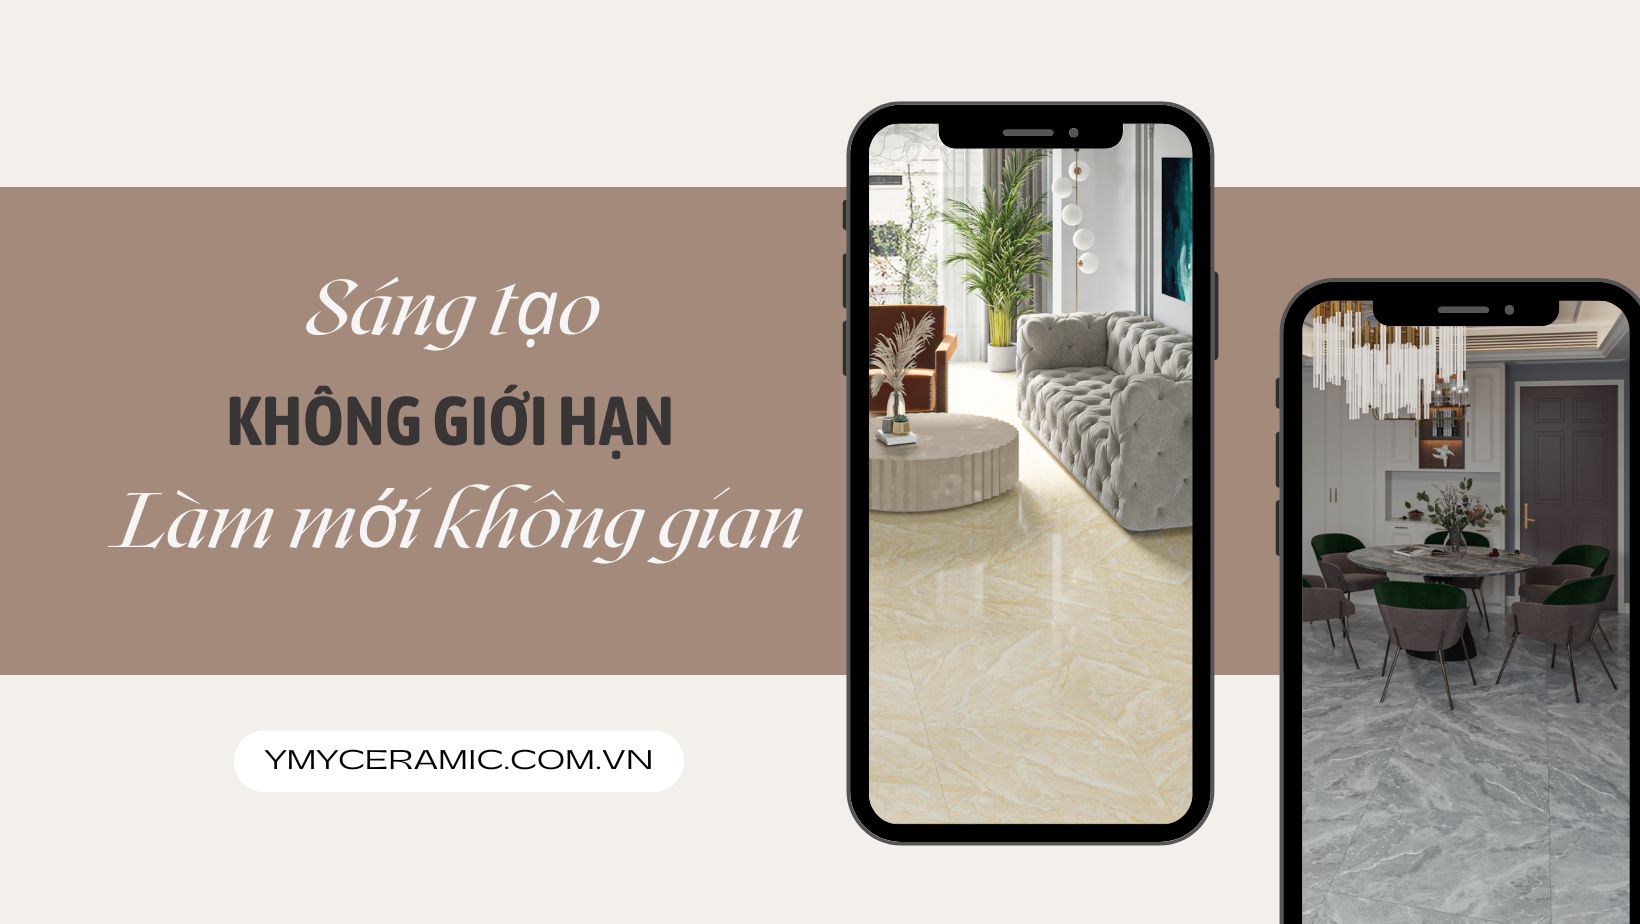 Sáng tạo
KHÔNG GIỚI HẠN
Làm mới không gian
YMYCERAMIC.COM.VN